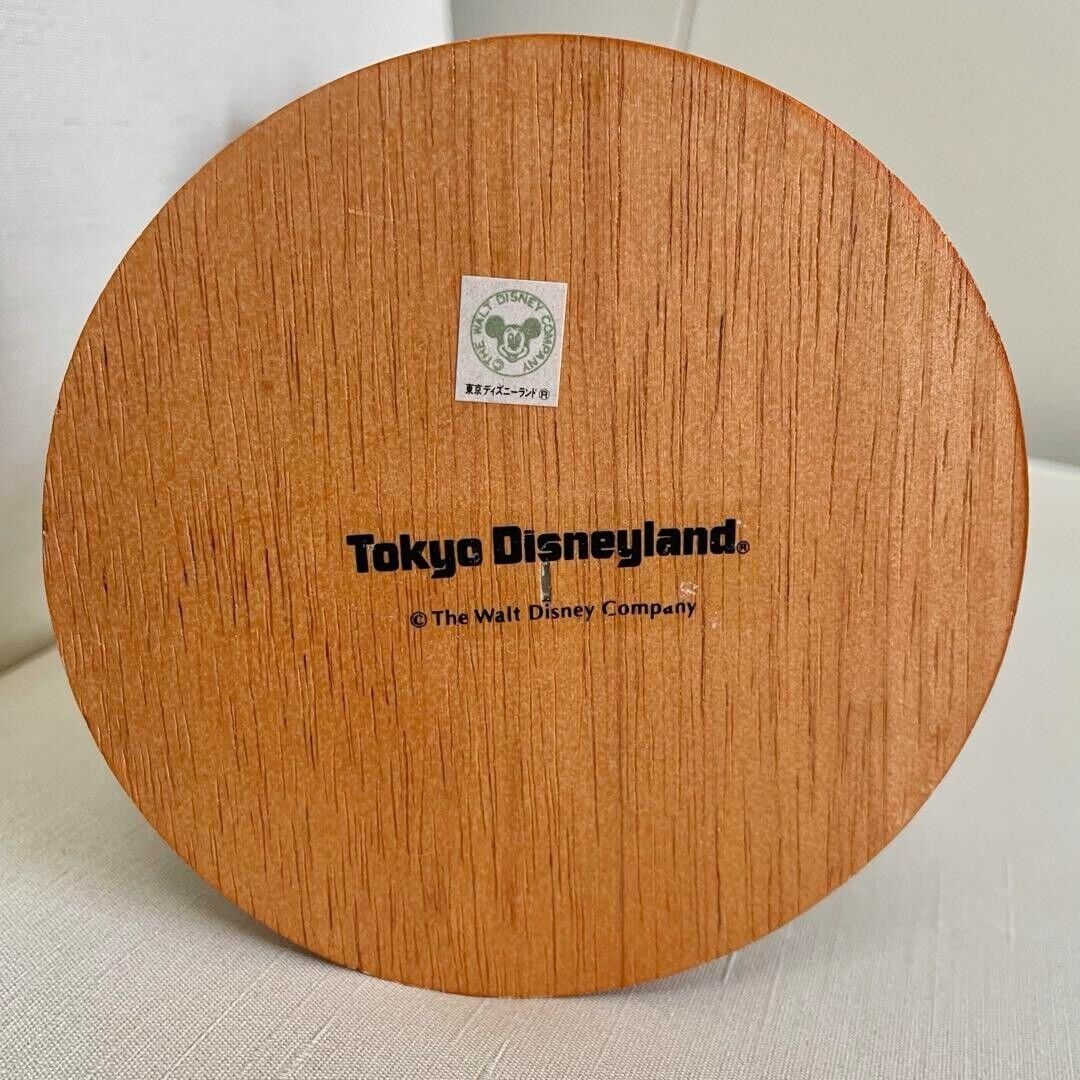 ©THE WALT DISNEY COMPANY
東京ディズニーランド®
Tokyo Disneyland®
© The Walt Disney Company